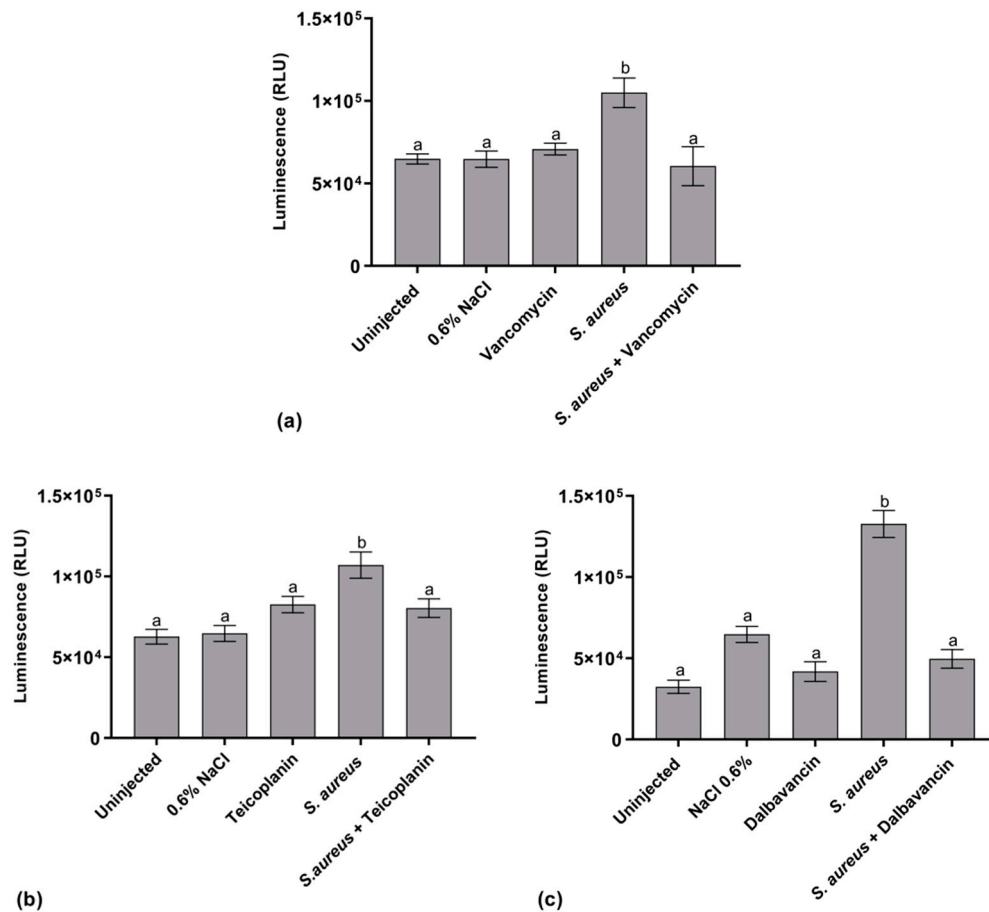 1.5×10⁵
1×10⁵
5×10⁴
0
Luminescence (RLU)
a
a
a
b
a
Uninjected
0.6% NaCl
Vancomycin
S. aureus
S. aureus + Vancomycin
(a)
1.5×10⁵
1×10⁵
5×10⁴
0
Luminescence (RLU)
a
a
a
b
a
Uninjected
0.6% NaCl
Teicoplanin
S. aureus
S.aureus + Teicoplanin
(b)
1.5×10⁵
1×10⁵
5×10⁴
0
Luminescence (RLU)
a
a
a
b
a
Uninjected
NaCl 0.6%
Dalbavancin
S. aureus
S. aureus + Dalbavancin
(c)